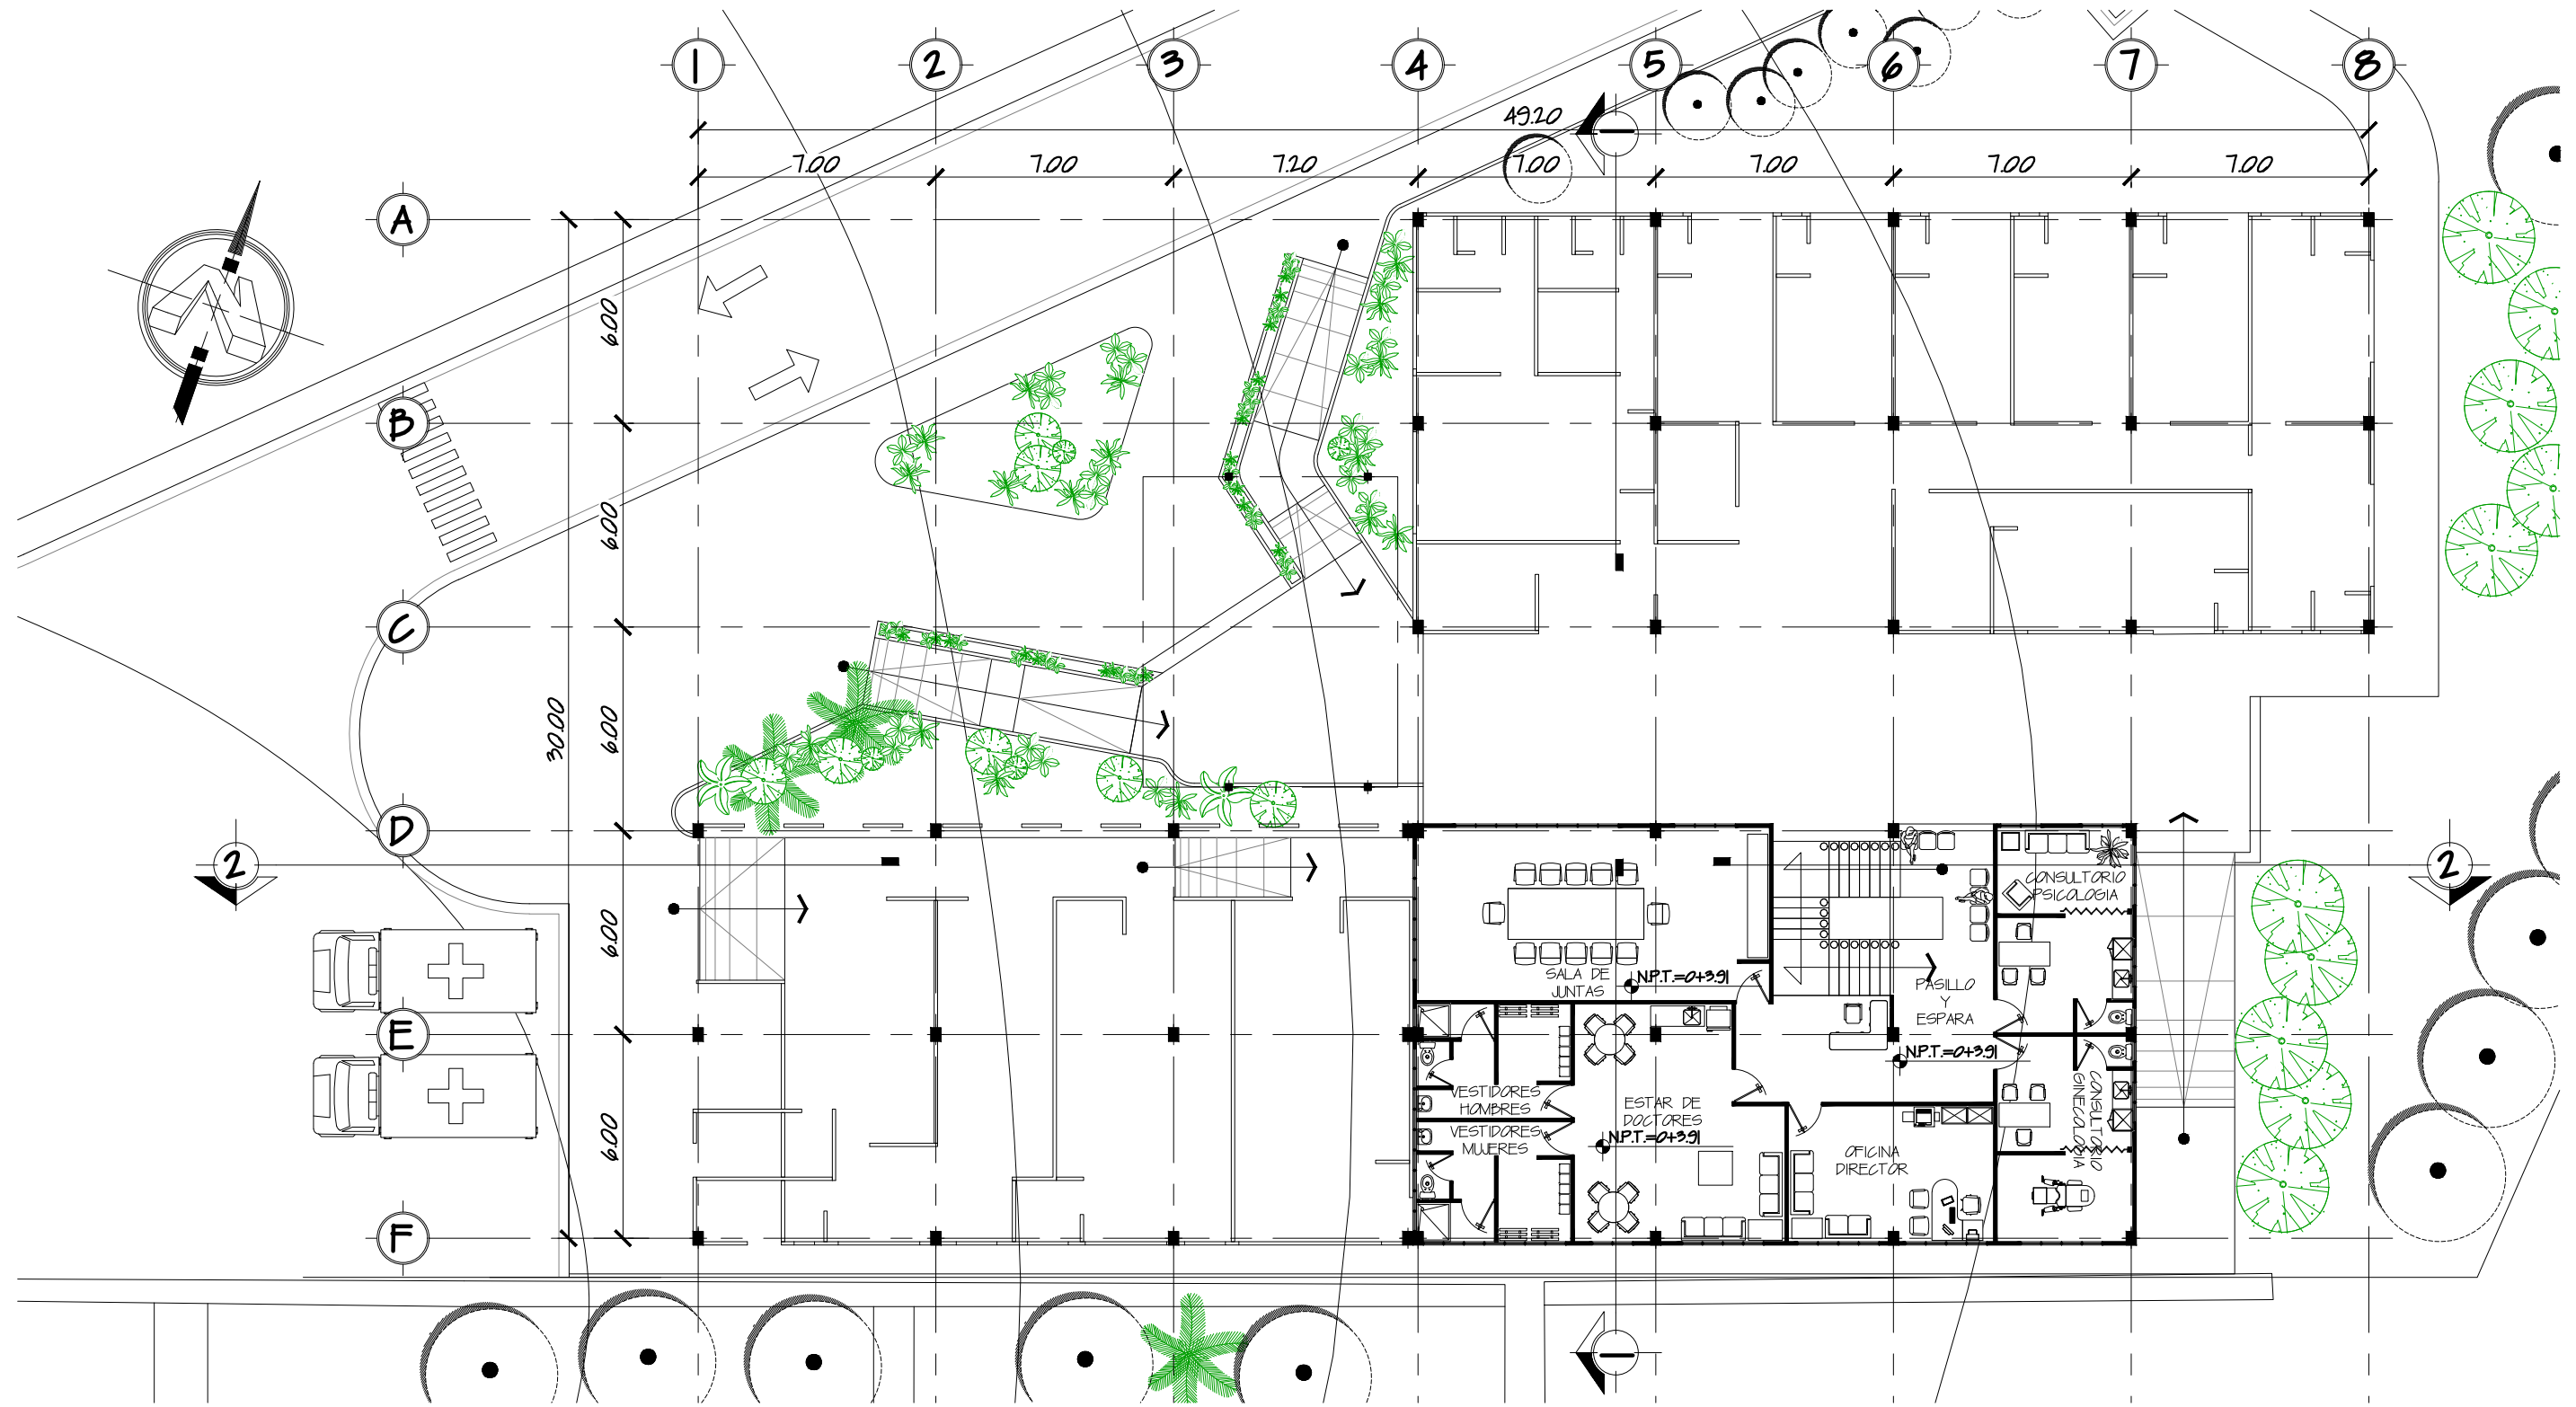 1 2 3 4 5 6 7 8
49.20
7.00 7.00 7.20 7.00 7.00 7.00 7.00
A
B
C
D
E
F
6.00
6.00
6.00
6.00
6.00
30.00
1
2
2
1
SALA DE
JUNTAS
N.P.T.=0+3.91
CONSULTORIO
PSICOLOGIA
PASILLO
Y
ESPARA
N.P.T.=0+3.91
VESTIDORES
HOMBRES
VESTIDORES
MUJERES
ESTAR DE
DOCTORES
N.P.T.=0+3.91
OFICINA
DIRECTOR
CONSULTORIO
GINECOLOGIA